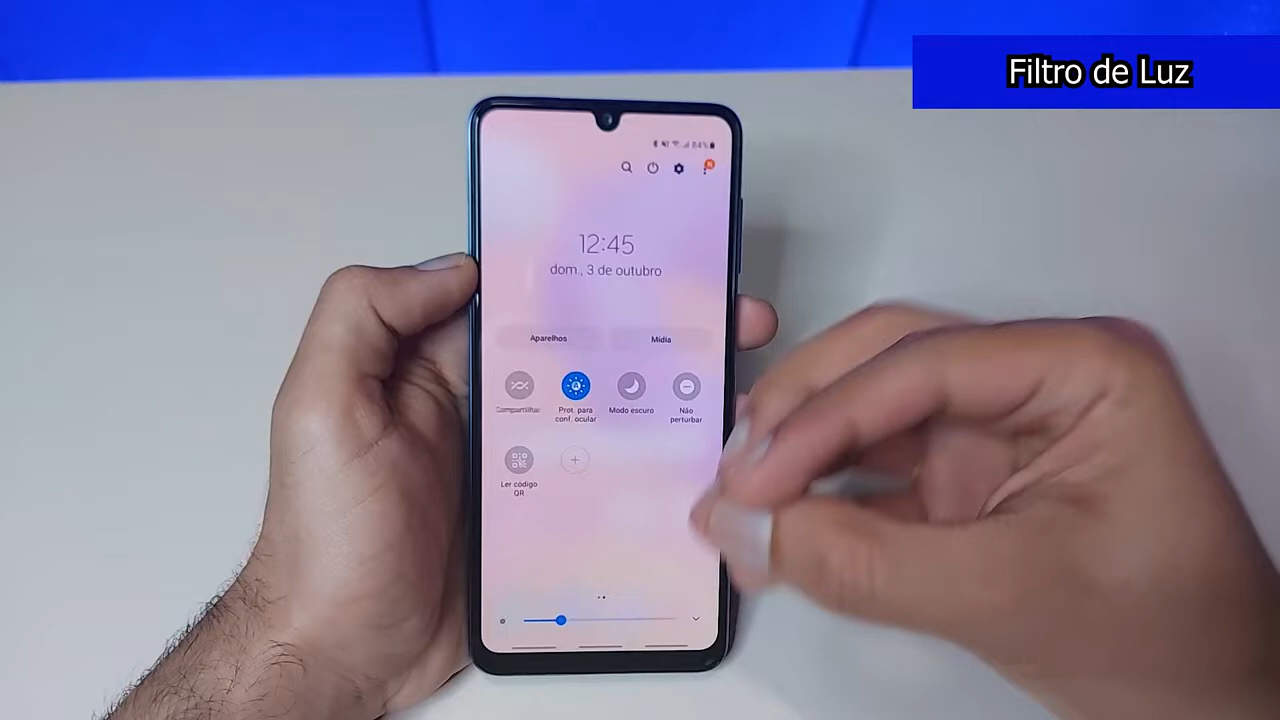 Filtro de Luz
84%
N
12:45
dom., 3 de outubro
Aparelhos
Mídia
Compartilhar
Prot. para
conf. ocular
Modo escuro
Não
perturbar
Ler código
QR